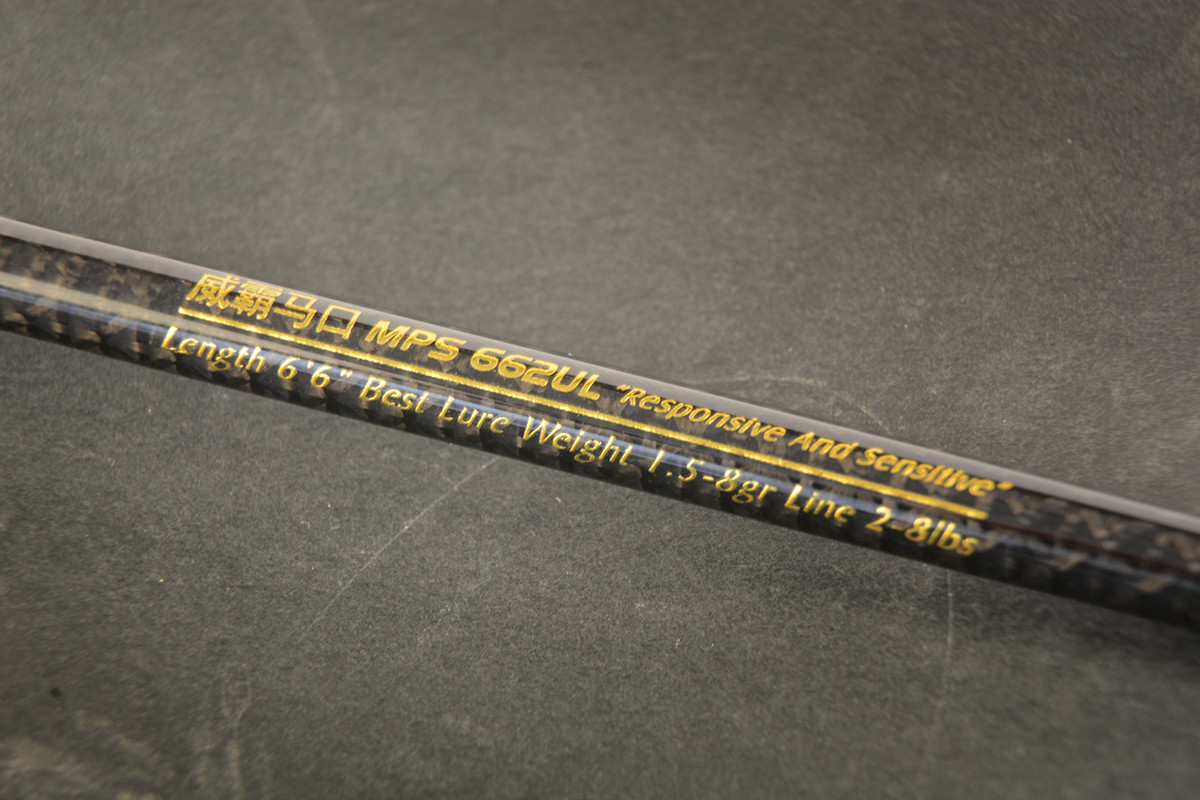 威霸马口 MPS 662UL "Responsive And Sensitive"
Length 6'6" Best Lure Weight 1.5-8gr Line 2-8lbs